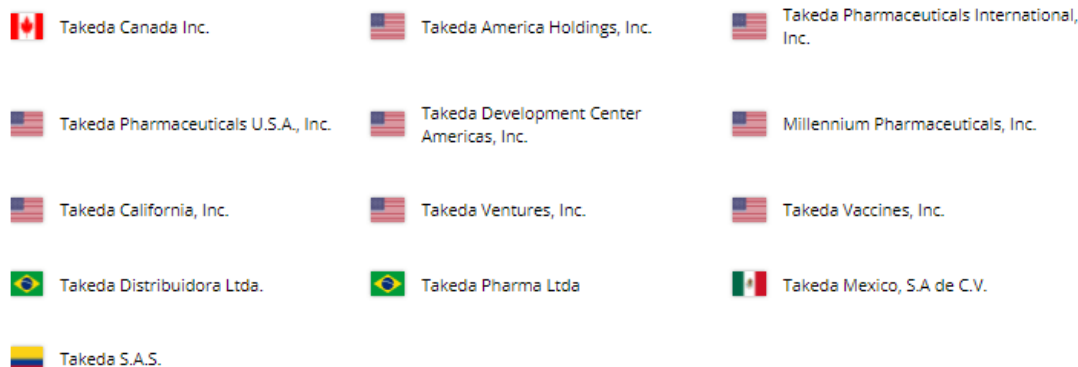 Takeda Canada Inc.
Takeda America Holdings, Inc.
Takeda Pharmaceuticals International,
Inc.
Takeda Pharmaceuticals U.S.A., Inc.
Takeda Development Center
Americas, Inc.
Millennium Pharmaceuticals, Inc.
Takeda California, Inc.
Takeda Ventures, Inc.
Takeda Vaccines, Inc.
Takeda Distribuidora Ltda.
Takeda Pharma Ltda
Takeda Mexico, S.A de C.V.
Takeda S.A.S.